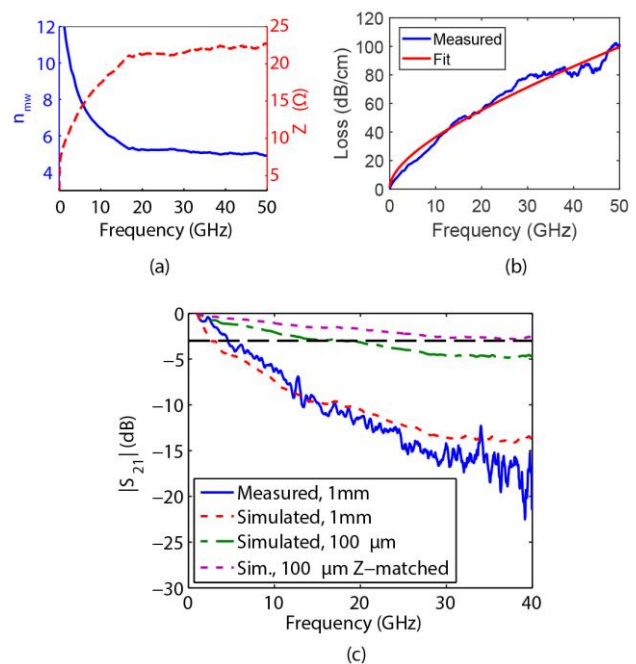 12
10
8
6
4
n_mw
25
20
15
10
5
Z (Ω)
0 10 20 30 40 50
Frequency (GHz)
(a)
120
100
80
60
40
20
0
Loss (dB/cm)
Measured
Fit
0 10 20 30 40 50
Frequency (GHz)
(b)
0
−5
−10
−15
−20
−25
−30
|S_21| (dB)
Measured, 1mm
Simulated, 1mm
Simulated, 100 μm
Sim., 100 μm Z−matched
0 10 20 30 40
Frequency (GHz)
(c)